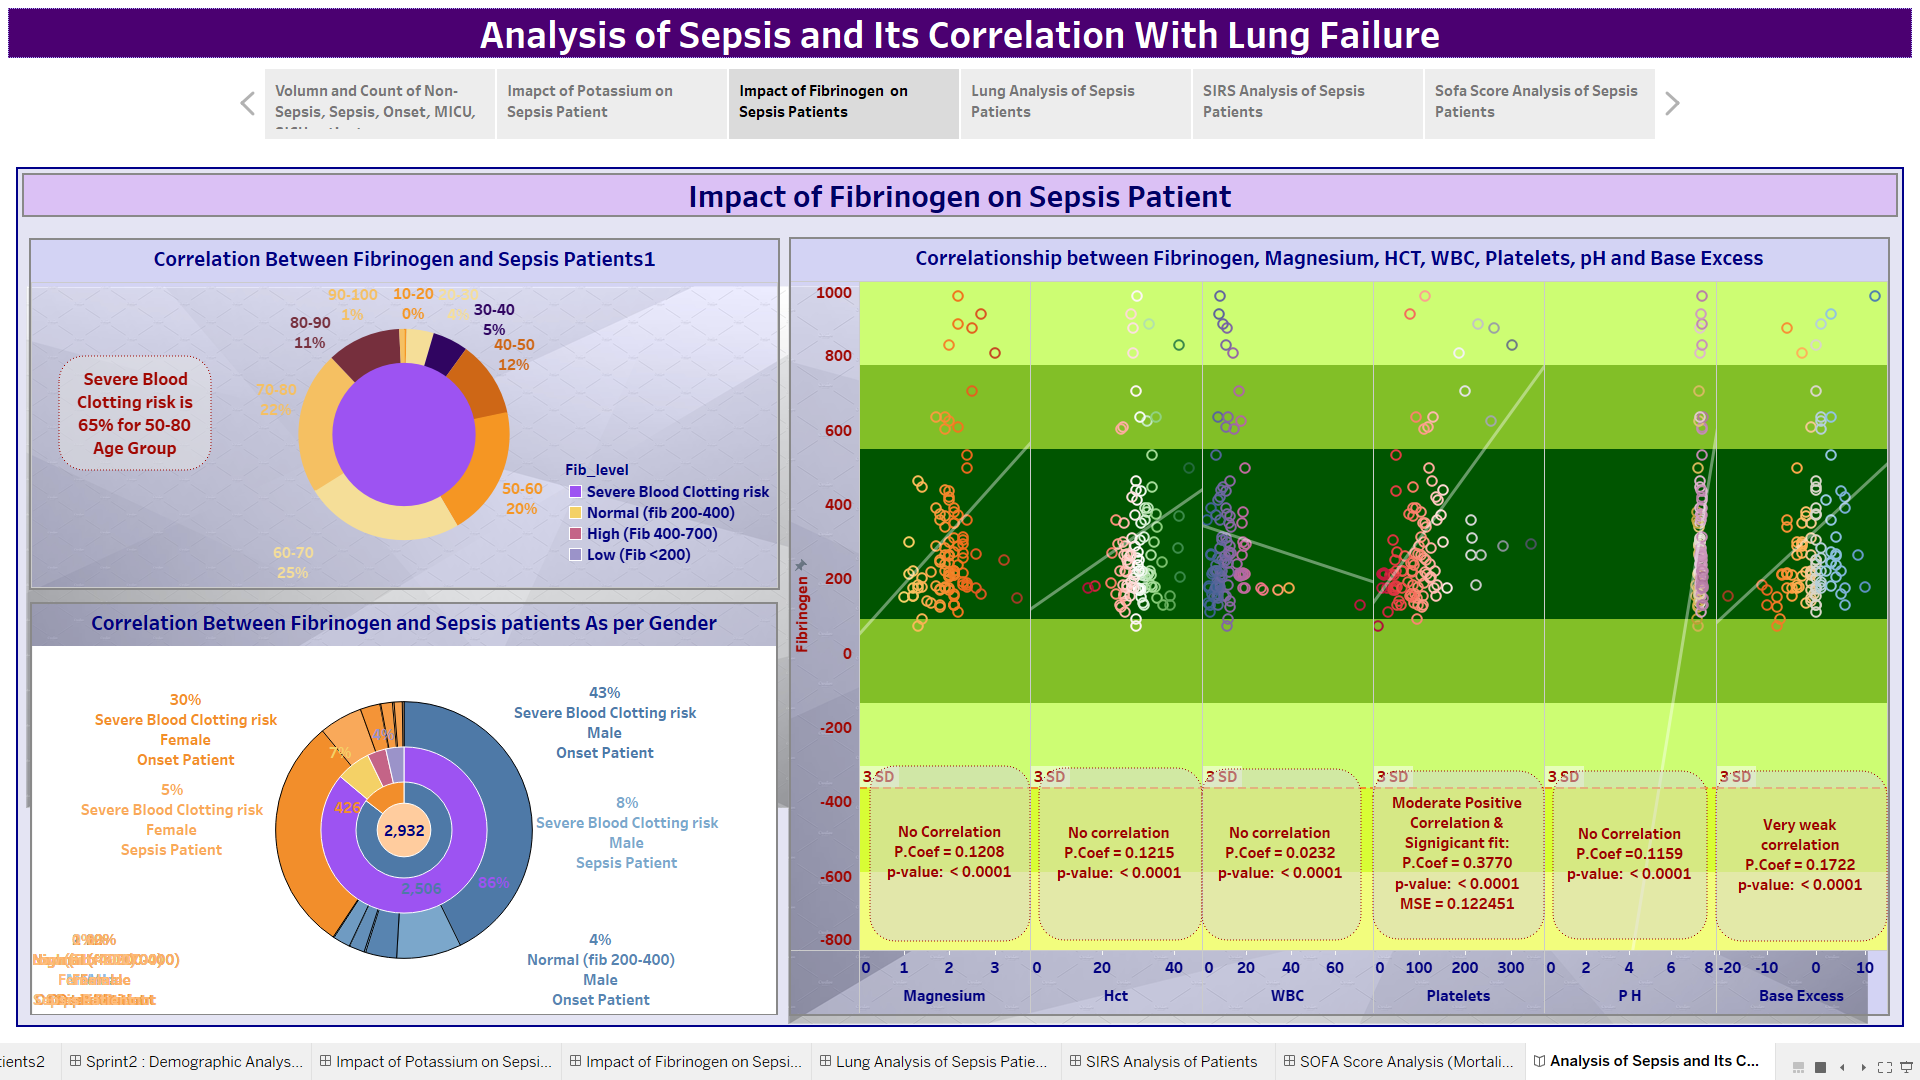 Analysis of Sepsis and Its Correlation With Lung Failure
Volumn and Count of Non-
Sepsis, Sepsis, Onset, MICU,
Imapct of Potassium on
Sepsis Patient
Impact of Fibrinogen on
Sepsis Patients
Lung Analysis of Sepsis
Patients
SIRS Analysis of Sepsis
Patients
Sofa Score Analysis of Sepsis
Patients
Impact of Fibrinogen on Sepsis Patient
Correlation Between Fibrinogen and Sepsis Patients1
90-100
1%
10-20
0%
30-40
5%
80-90
11%
40-50
12%
70-80
22%
50-60
20%
60-70
25%
Severe Blood
Clotting risk is
65% for 50-80
Age Group
Fib_level
Severe Blood Clotting risk
Normal (fib 200-400)
High (Fib 400-700)
Low (Fib <200)
Correlation Between Fibrinogen and Sepsis patients As per Gender
30%
Severe Blood Clotting risk
Female
Onset Patient
5%
Severe Blood Clotting risk
Female
Sepsis Patient
43%
Severe Blood Clotting risk
Male
Onset Patient
8%
Severe Blood Clotting risk
Male
Sepsis Patient
4%
Normal (fib 200-400)
Male
Onset Patient
7%
4%
426
2,932
2,506
86%
Correlationship between Fibrinogen, Magnesium, HCT, WBC, Platelets, pH and Base Excess
1000
800
600
400
200
0
-200
-400
-600
-800
Fibrinogen
3 SD
3 SD
3 SD
3 SD
3 SD
3 SD
No Correlation
P.Coef = 0.1208
p-value: < 0.0001
No correlation
P.Coef = 0.1215
p-value: < 0.0001
No correlation
P.Coef = 0.0232
p-value: < 0.0001
Moderate Positive
Correlation &
Signigicant fit:
P.Coef = 0.3770
p-value: < 0.0001
MSE = 0.122451
No Correlation
P.Coef =0.1159
p-value: < 0.0001
Very weak
correlation
P.Coef = 0.1722
p-value: < 0.0001
0 1 2 3
0 20 40
0 20 40 60
0 100 200 300
0 2 4 6 8
-20 -10 0 10
Magnesium
Hct
WBC
Platelets
P H
Base Excess
ients2
Sprint2 : Demographic Analys...
Impact of Potassium on Sepsi...
Impact of Fibrinogen on Sepsi...
Lung Analysis of Sepsis Patie...
SIRS Analysis of Patients
SOFA Score Analysis (Mortali...
Analysis of Sepsis and Its C...